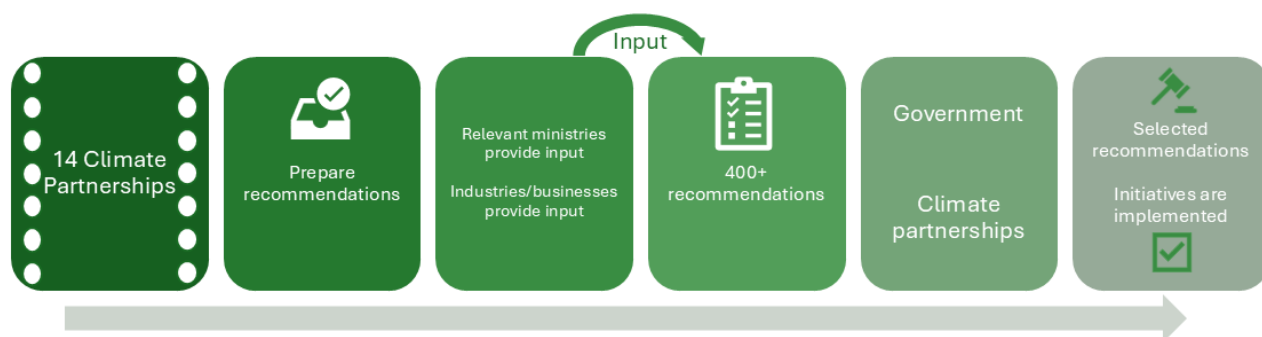 Input
14 Climate
Partnerships
Prepare
recommendations
Relevant ministries
provide input
Industries/businesses
provide input
400+
recommendations
Government
Climate
partnerships
Selected
recommendations
Initiatives are
implemented